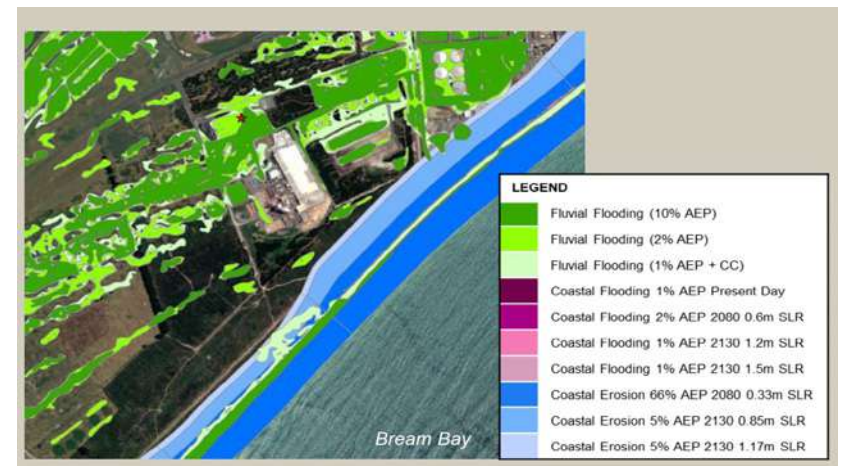 LEGEND
Fluvial Flooding (10% AEP)
Fluvial Flooding (2% AEP)
Fluvial Flooding (1% AEP + CC)
Coastal Flooding 1% AEP Present Day
Coastal Flooding 2% AEP 2080 0.6m SLR
Coastal Flooding 1% AEP 2130 1.2m SLR
Coastal Flooding 1% AEP 2130 1.5m SLR
Coastal Erosion 66% AEP 2080 0.33m SLR
Coastal Erosion 5% AEP 2130 0.85m SLR
Coastal Erosion 5% AEP 2130 1.17m SLR
Bream Bay